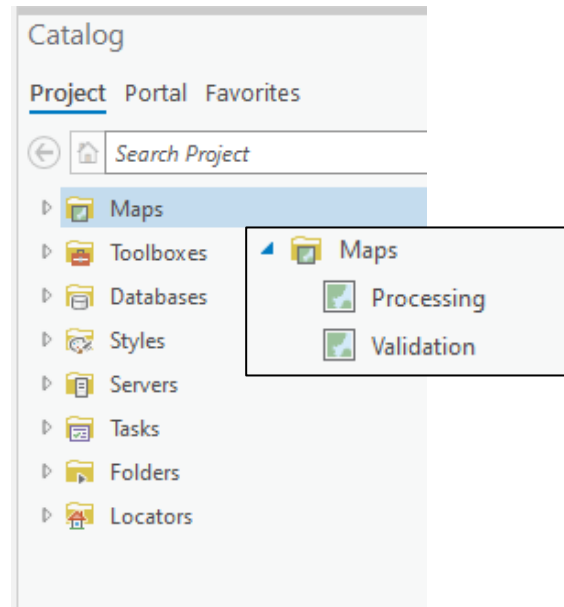 Catalog
Project Portal Favorites
Search Project
Maps
Toolboxes
Databases
Styles
Servers
Tasks
Folders
Locators
Maps
Processing
Validation